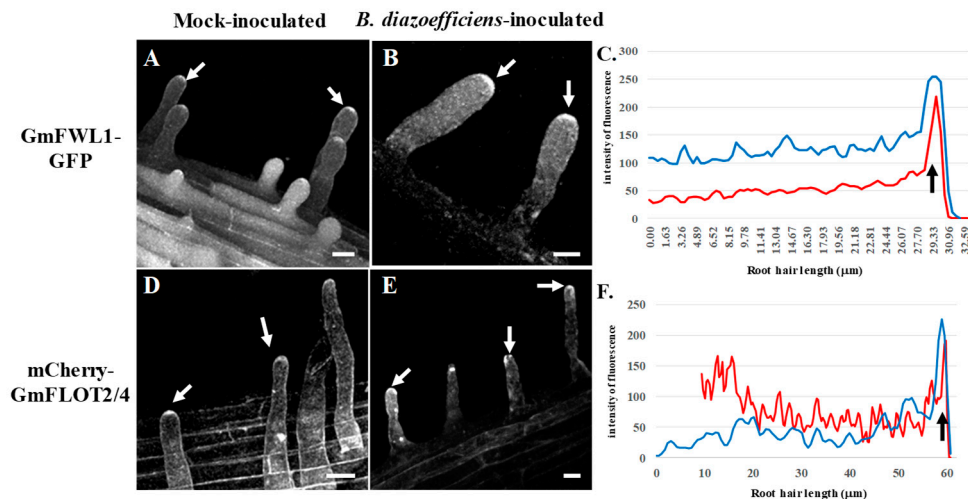 Mock-inoculated
B. diazoefficiens-inoculated
GmFWL1-
GFP
A
B
C.
intensity of fluorescence
300
250
200
150
100
50
0
0.00 1.63 3.26 4.89 6.52 8.15 9.78 11.41 13.04 14.67 16.30 17.93 19.56 21.18 22.81 24.44 26.07 27.70 29.33 30.96 32.59
Root hair length (μm)
mCherry-
GmFLOT2/4
D
E
F.
intensity of fluorescence
250
200
150
100
50
0
0 10 20 30 40 50 60
Root hair length (μm)